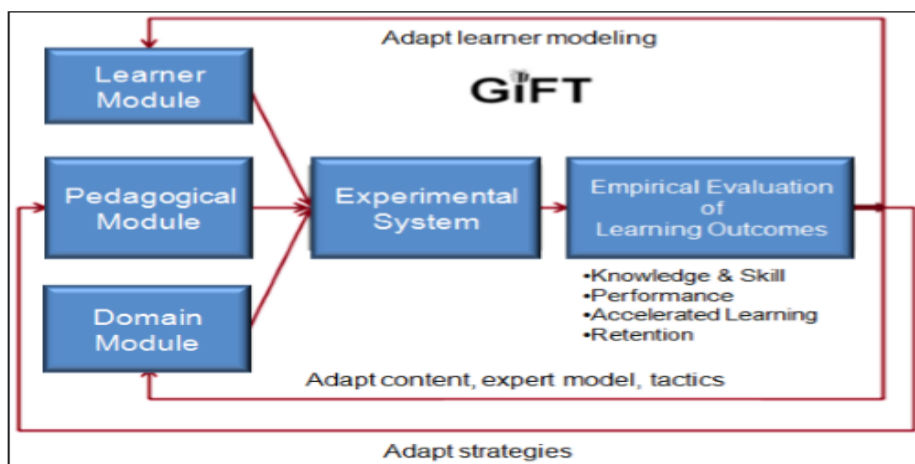 Adapt learner modeling
Learner
Module
GiFT
Pedagogical
Module
Experimental
System
Empirical Evaluation
of
Learning Outcomes
•Knowledge & Skill
•Performance
•Accelerated Learning
•Retention
Domain
Module
Adapt content, expert model, tactics
Adapt strategies